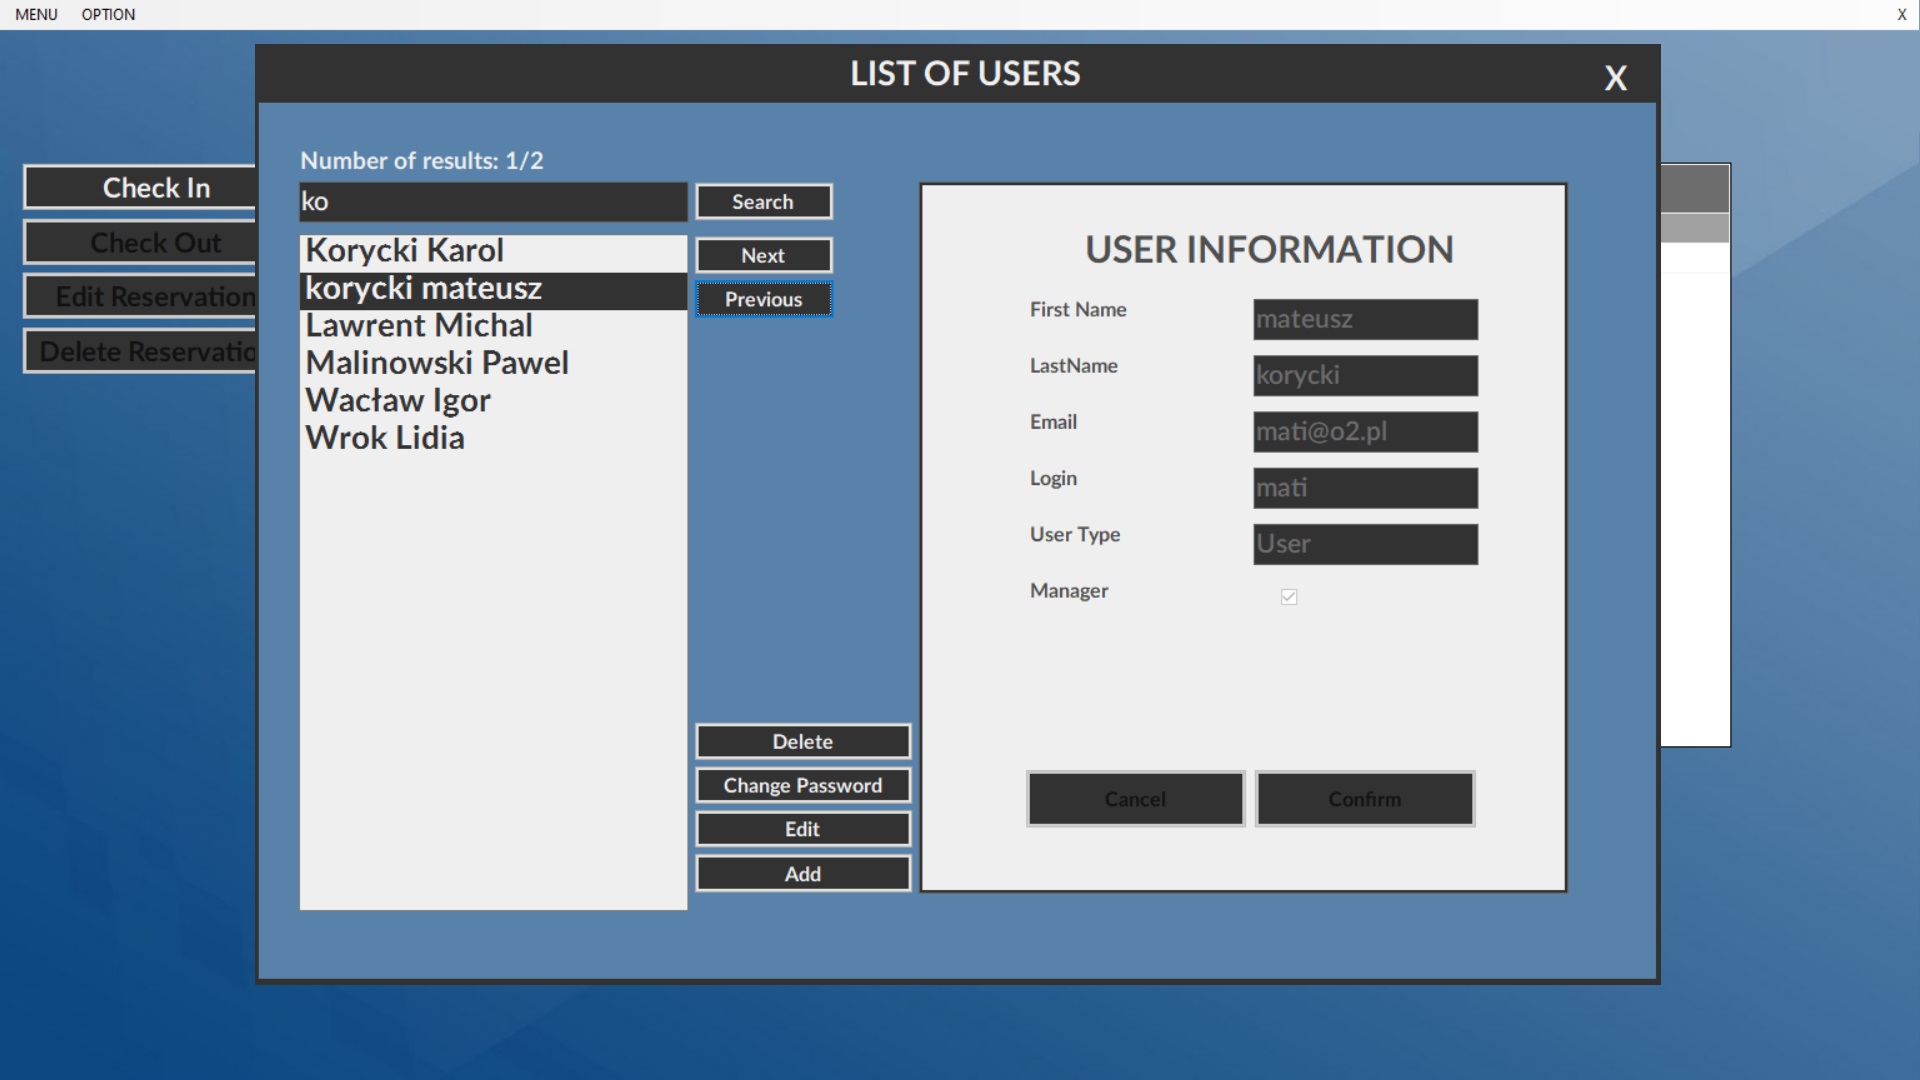 MENU OPTION X
LIST OF USERS X
Number of results: 1/2
ko
Search
Korycki Karol
korycki mateusz
Lawrent Michal
Malinowski Pawel
Wacław Igor
Wrok Lidia
Next
Previous
Delete
Change Password
Edit
Add
USER INFORMATION
First Name mateusz
LastName korycki
Email mati@o2.pl
Login mati
User Type User
Manager
Cancel Confirm
Check In
Check Out
Edit Reservation
Delete Reservatio